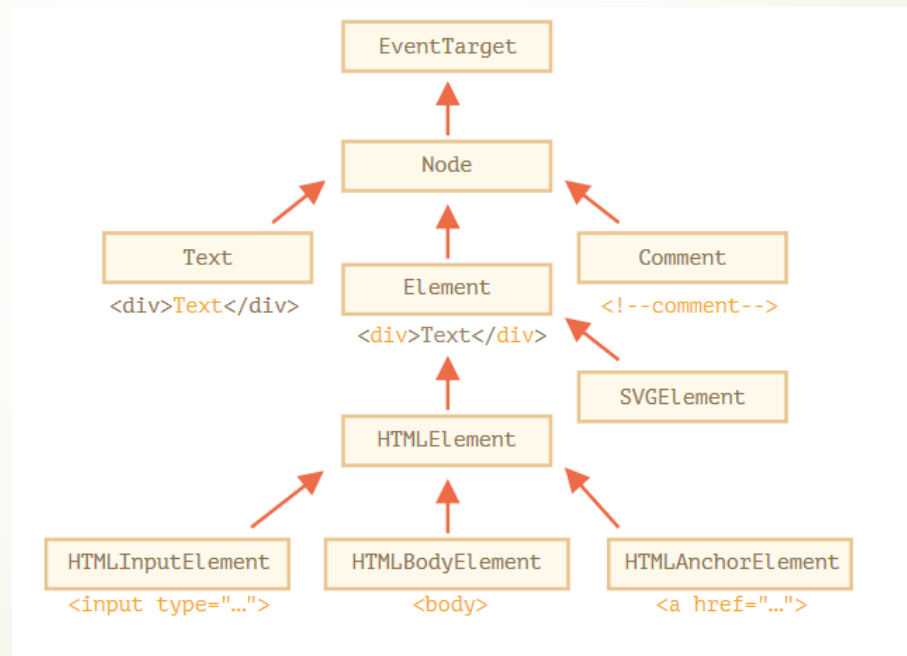 EventTarget
Node
Text
<div>Text</div>
Element
<div>Text</div>
Comment
<!--comment-->
SVGElement
HTMLElement
HTMLInputElement
<input type="…">
HTMLBodyElement
<body>
HTMLAnchorElement
<a href="…">